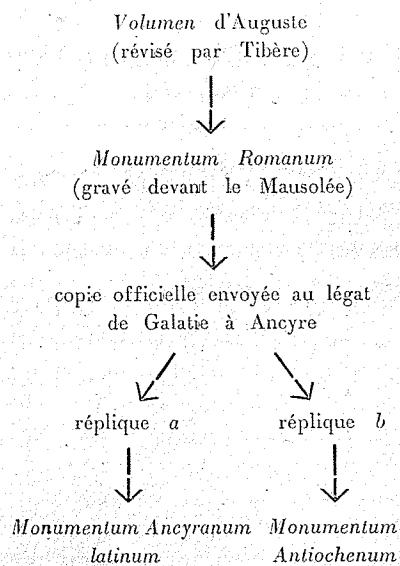 Volumen d'Auguste
(révisé par Tibère)
Monumentum Romanum
(gravé devant le Mausolée)
copie officielle envoyée au légat
de Galatie à Ancyre
réplique a
réplique b
Monumentum Ancyranum
latinum
Monumentum
Antiochenum